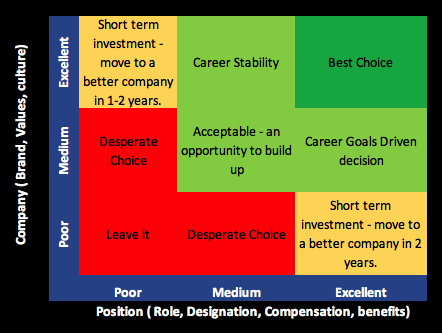 Company ( Brand, Values, culture)
Excellent
Short term
investment -
move to a
better company
in 1-2 years.
Career Stability
Best Choice
Medium
Desperate
Choice
Acceptable - an
opportunity to build
up
Career Goals Driven
decision
Poor
Leave it
Desperate Choice
Short term
investment - move to
a better company in 2
years.
Poor
Medium
Excellent
Position ( Role, Designation, Compensation, benefits)